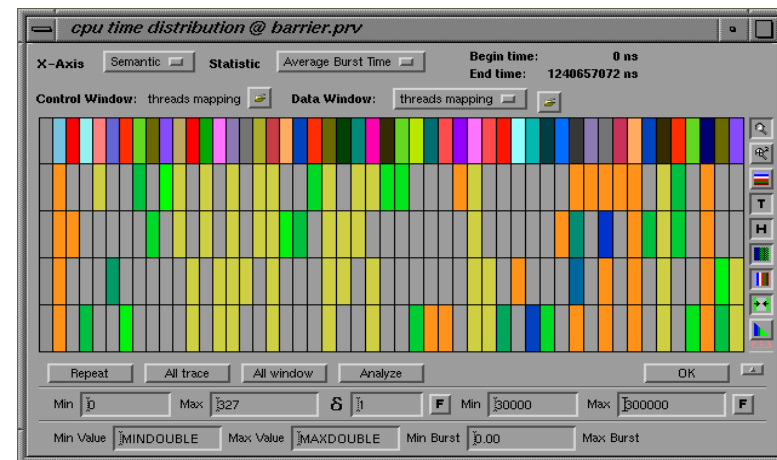 cpu time distribution @ barrier.prv
X-Axis Semantic Statistic Average Burst Time Begin time: 0 ns
End time: 1240657072 ns
Control Window: threads mapping Data Window: threads mapping
T
H
Repeat All trace All window Analyze OK
Min 0 Max 327 δ 1 F Min 30000 Max 300000 F
Min Value MINDOUBLE Max Value MAXDOUBLE Min Burst 0.00 Max Burst